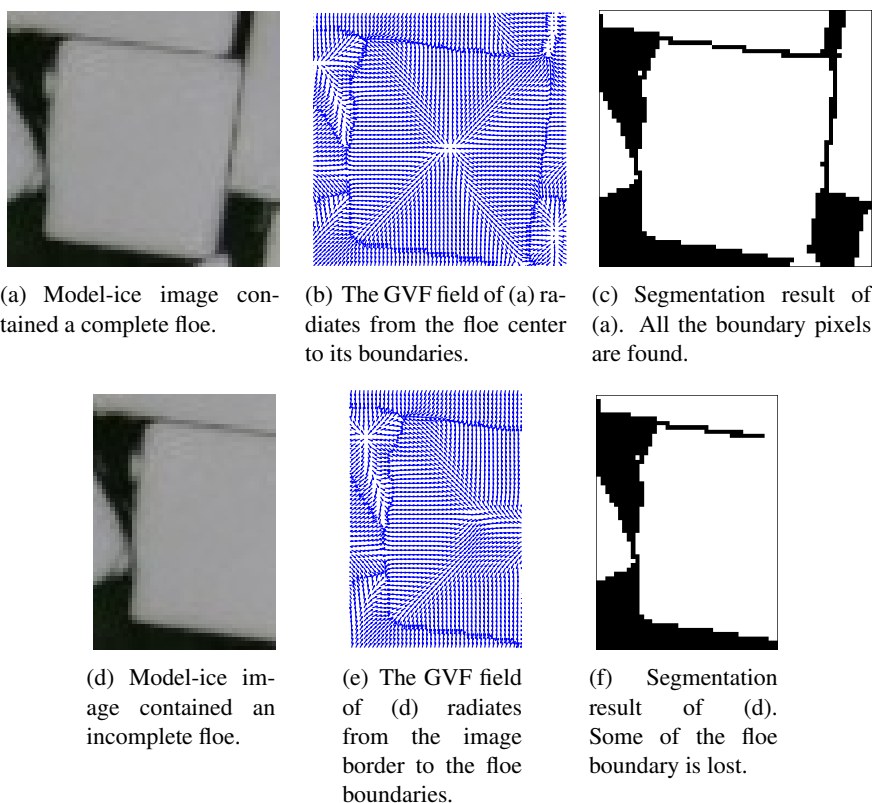 (a) Model-ice image con-
tained a complete floe.
(b) The GVF field of (a) ra-
diates from the floe center
to its boundaries.
(c) Segmentation result of
(a). All the boundary pixels
are found.
(d) Model-ice im-
age contained an
incomplete floe.
(e) The GVF field
of (d) radiates
from the image
border to the floe
boundaries.
(f) Segmentation
result of (d).
Some of the floe
boundary is lost.